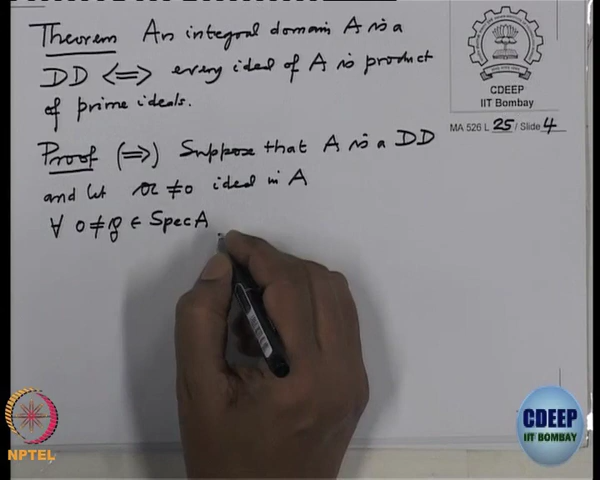 Theorem An integral domain A is a
DD <=> every ideal of A is product
of prime ideals.
Proof (=>) Suppose that A is a DD
and let 𝔞 ≠ 0 ideal in A
∀ 0 ≠ 𝔭 ∈ Spec A
CDEEP
IIT Bombay
MA 526 L 25 / Slide 4
NPTEL
CDEEP
IIT BOMBAY